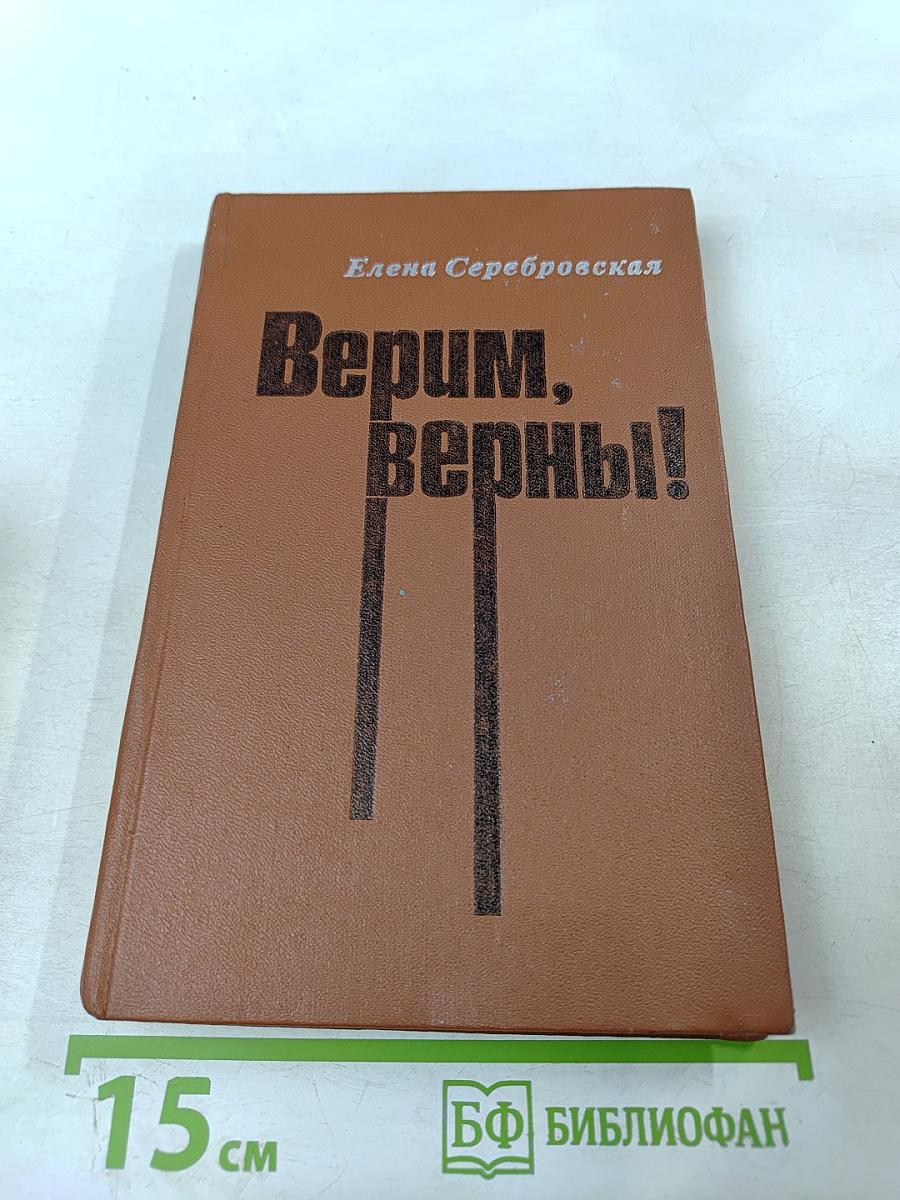 Елена Серебровская
Верим,
верны!
15 см
БФ БИБЛИОФАН